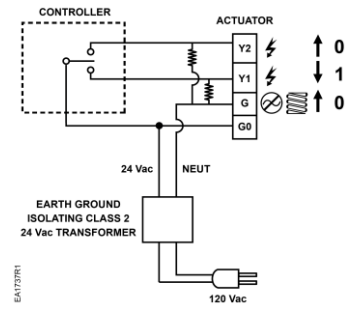 CONTROLLER
ACTUATOR
Y2 0
Y1 1
G 0
G0
24 Vac NEUT
EARTH GROUND
ISOLATING CLASS 2
24 Vac TRANSFORMER
EA1737R1
120 Vac